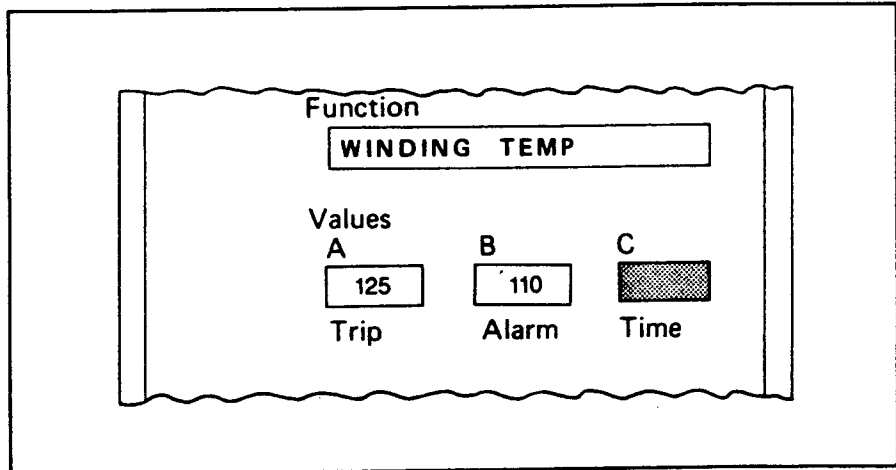 Function
WINDING TEMP
Values
A B C
125 110
Trip Alarm Time